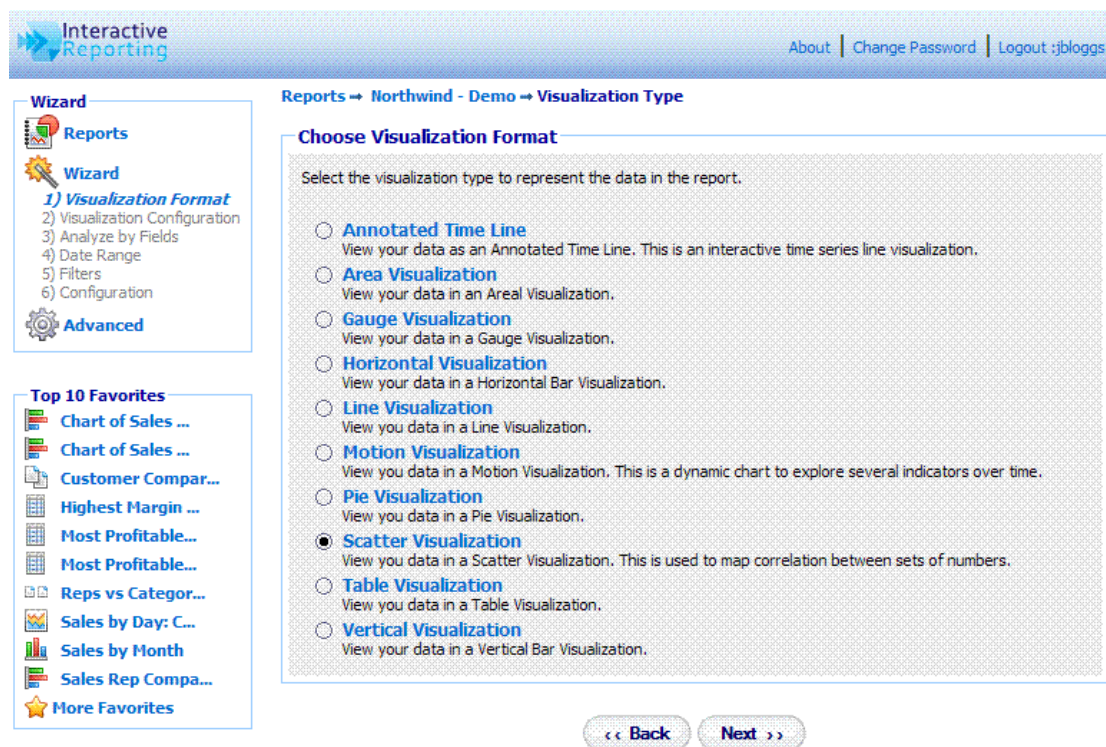 Interactive
Reporting
About | Change Password | Logout :jbloggs
Wizard
Reports
Wizard
1) Visualization Format
2) Visualization Configuration
3) Analyze by Fields
4) Date Range
5) Filters
6) Configuration
Advanced
Top 10 Favorites
Chart of Sales ...
Chart of Sales ...
Customer Compar...
Highest Margin ...
Most Profitable...
Most Profitable...
Reps vs Categor...
Sales by Day: C...
Sales by Month
Sales Rep Compa...
More Favorites
Reports → Northwind - Demo → Visualization Type
Choose Visualization Format
Select the visualization type to represent the data in the report.
Annotated Time Line
View your data as an Annotated Time Line. This is an interactive time series line visualization.
Area Visualization
View your data in an Areal Visualization.
Gauge Visualization
View your data in a Gauge Visualization.
Horizontal Visualization
View your data in a Horizontal Bar Visualization.
Line Visualization
View you data in a Line Visualization.
Motion Visualization
View you data in a Motion Visualization. This is a dynamic chart to explore several indicators over time.
Pie Visualization
View you data in a Pie Visualization.
Scatter Visualization
View you data in a Scatter Visualization. This is used to map correlation between sets of numbers.
Table Visualization
View you data in a Table Visualization.
Vertical Visualization
View your data in a Vertical Bar Visualization.
‹‹ Back
Next ››